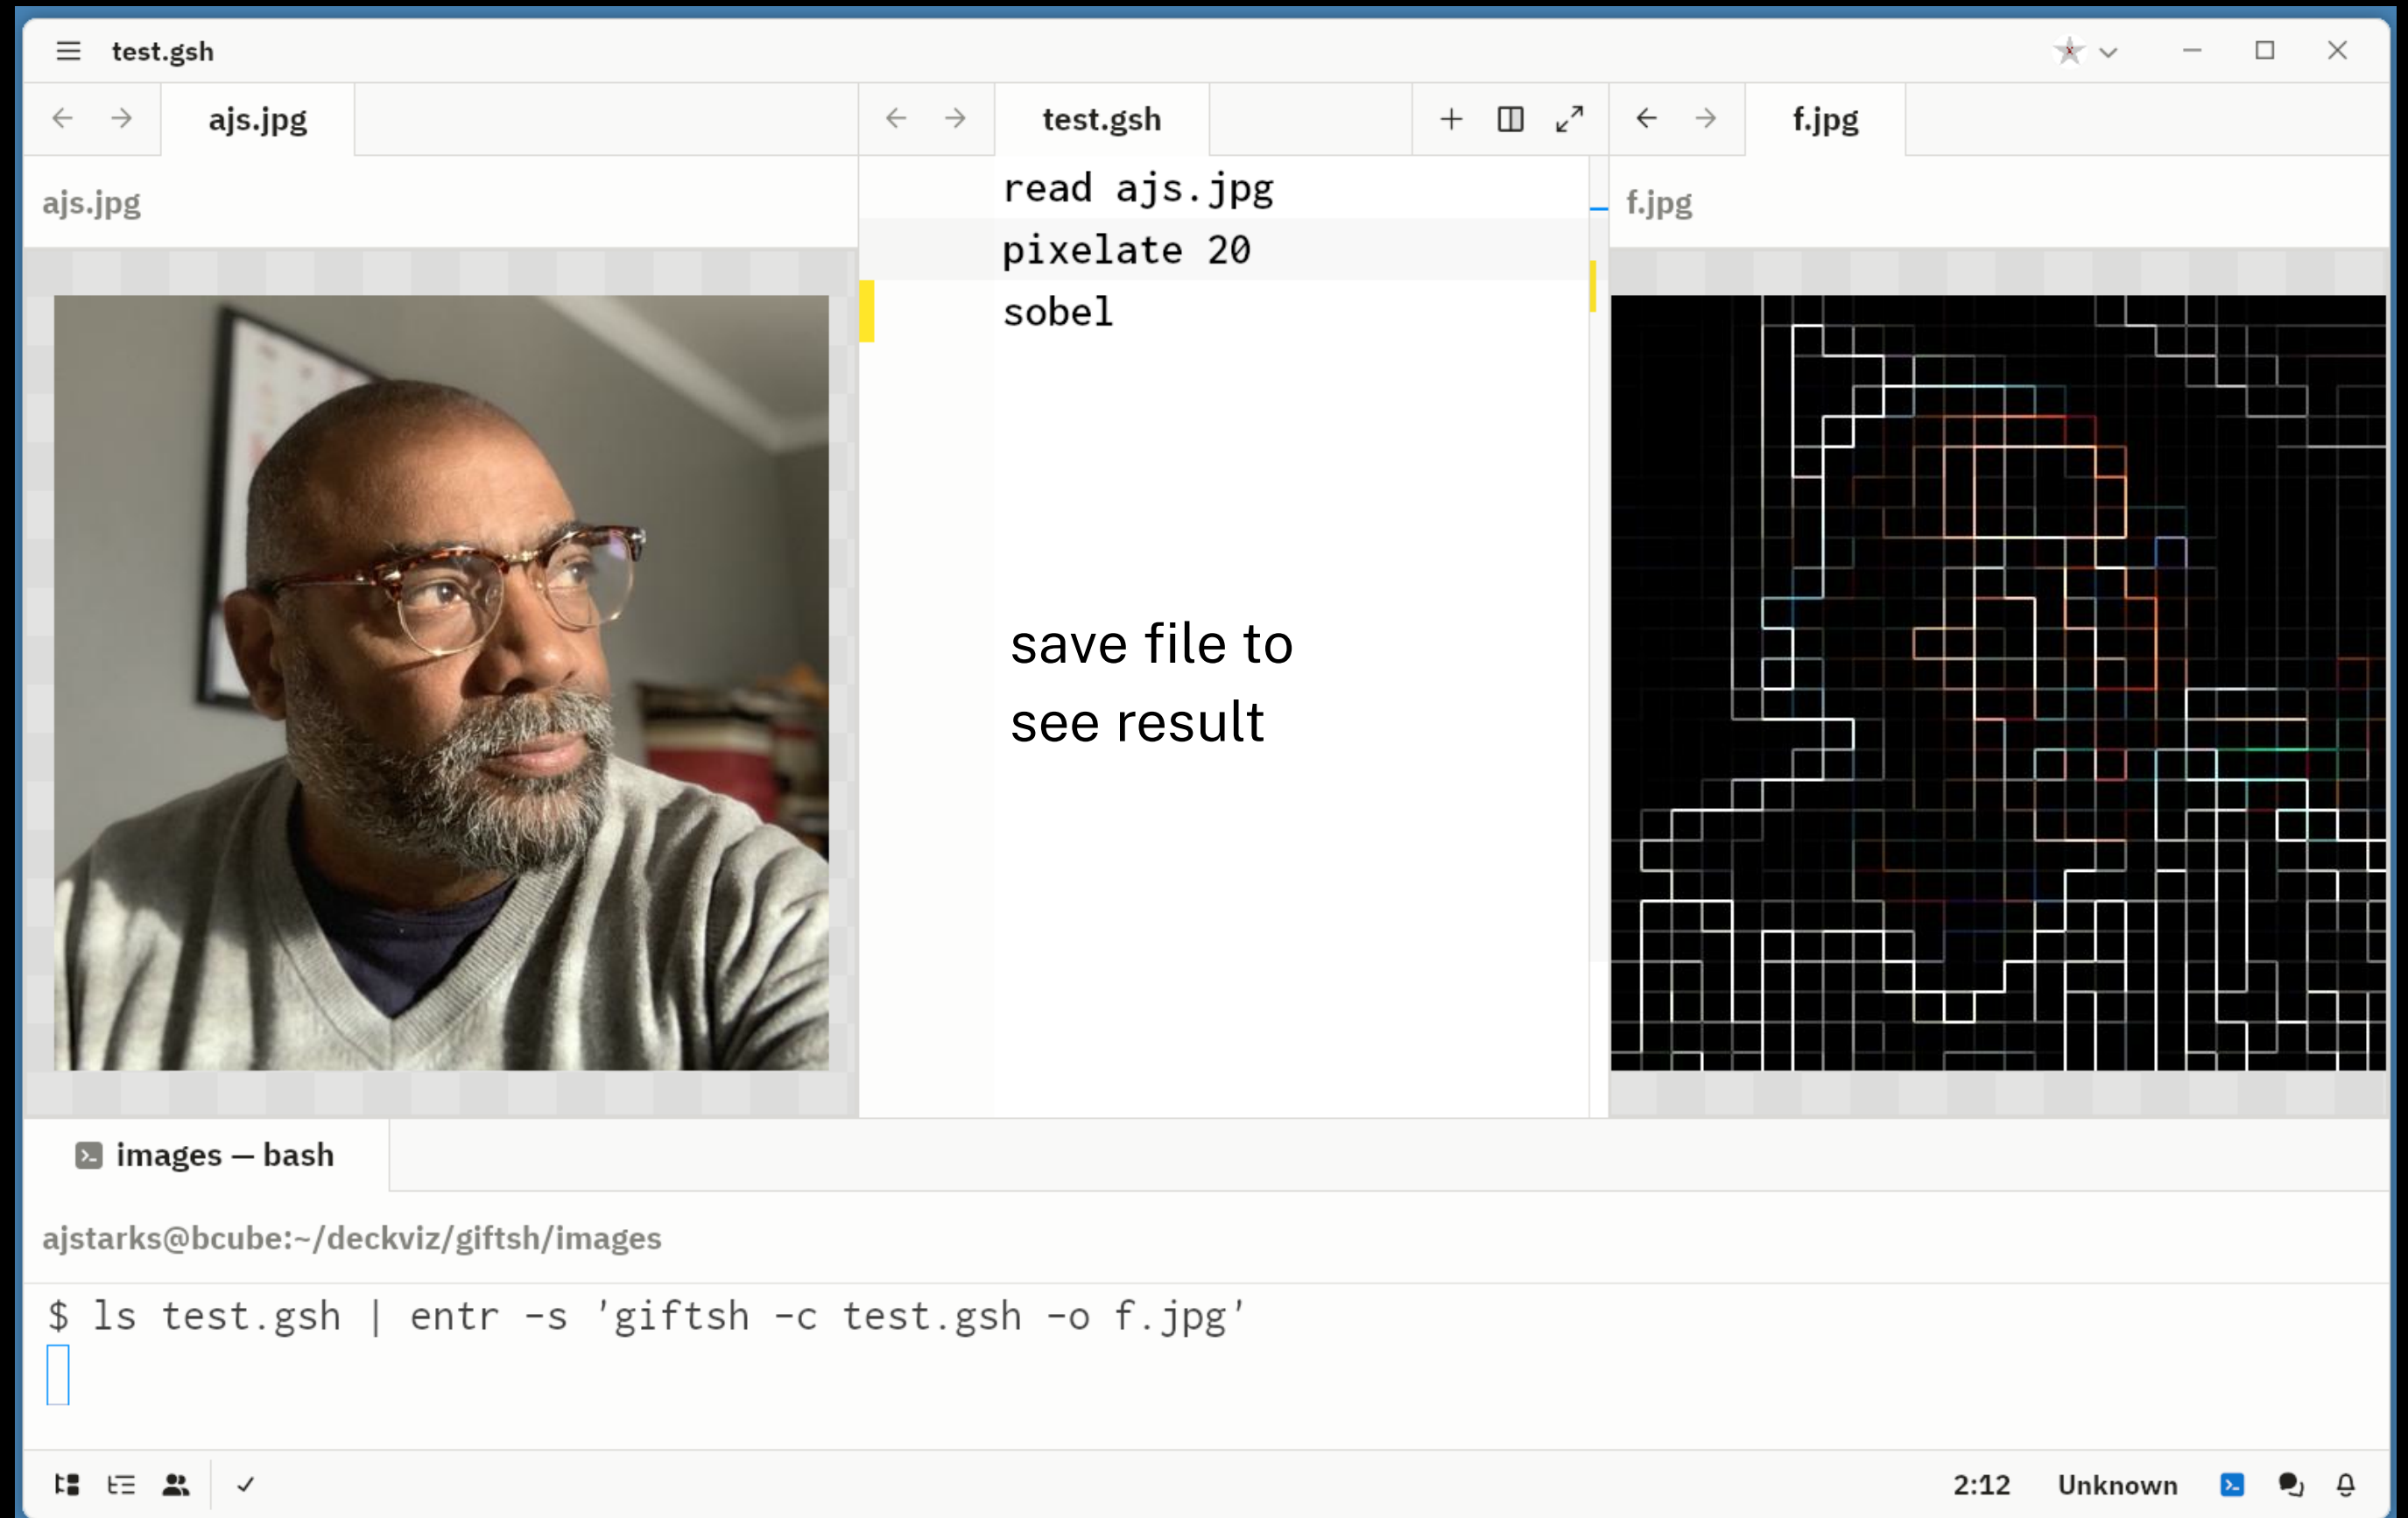 test.gsh
ajs.jpg
test.gsh
f.jpg
ajs.jpg
read ajs.jpg
pixelate 20
sobel
save file to
see result
f.jpg
images — bash
ajstarks@bcube:~/deckviz/giftsh/images
$ ls test.gsh | entr -s 'giftsh -c test.gsh -o f.jpg'
2:12 Unknown